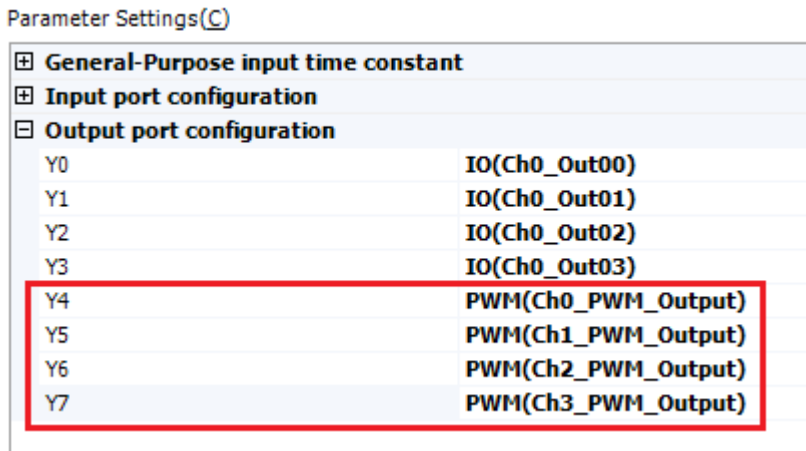 Parameter Settings(C)
General-Purpose input time constant
Input port configuration
Output port configuration
Y0 IO(Ch0_Out00)
Y1 IO(Ch0_Out01)
Y2 IO(Ch0_Out02)
Y3 IO(Ch0_Out03)
Y4 PWM(Ch0_PWM_Output)
Y5 PWM(Ch1_PWM_Output)
Y6 PWM(Ch2_PWM_Output)
Y7 PWM(Ch3_PWM_Output)